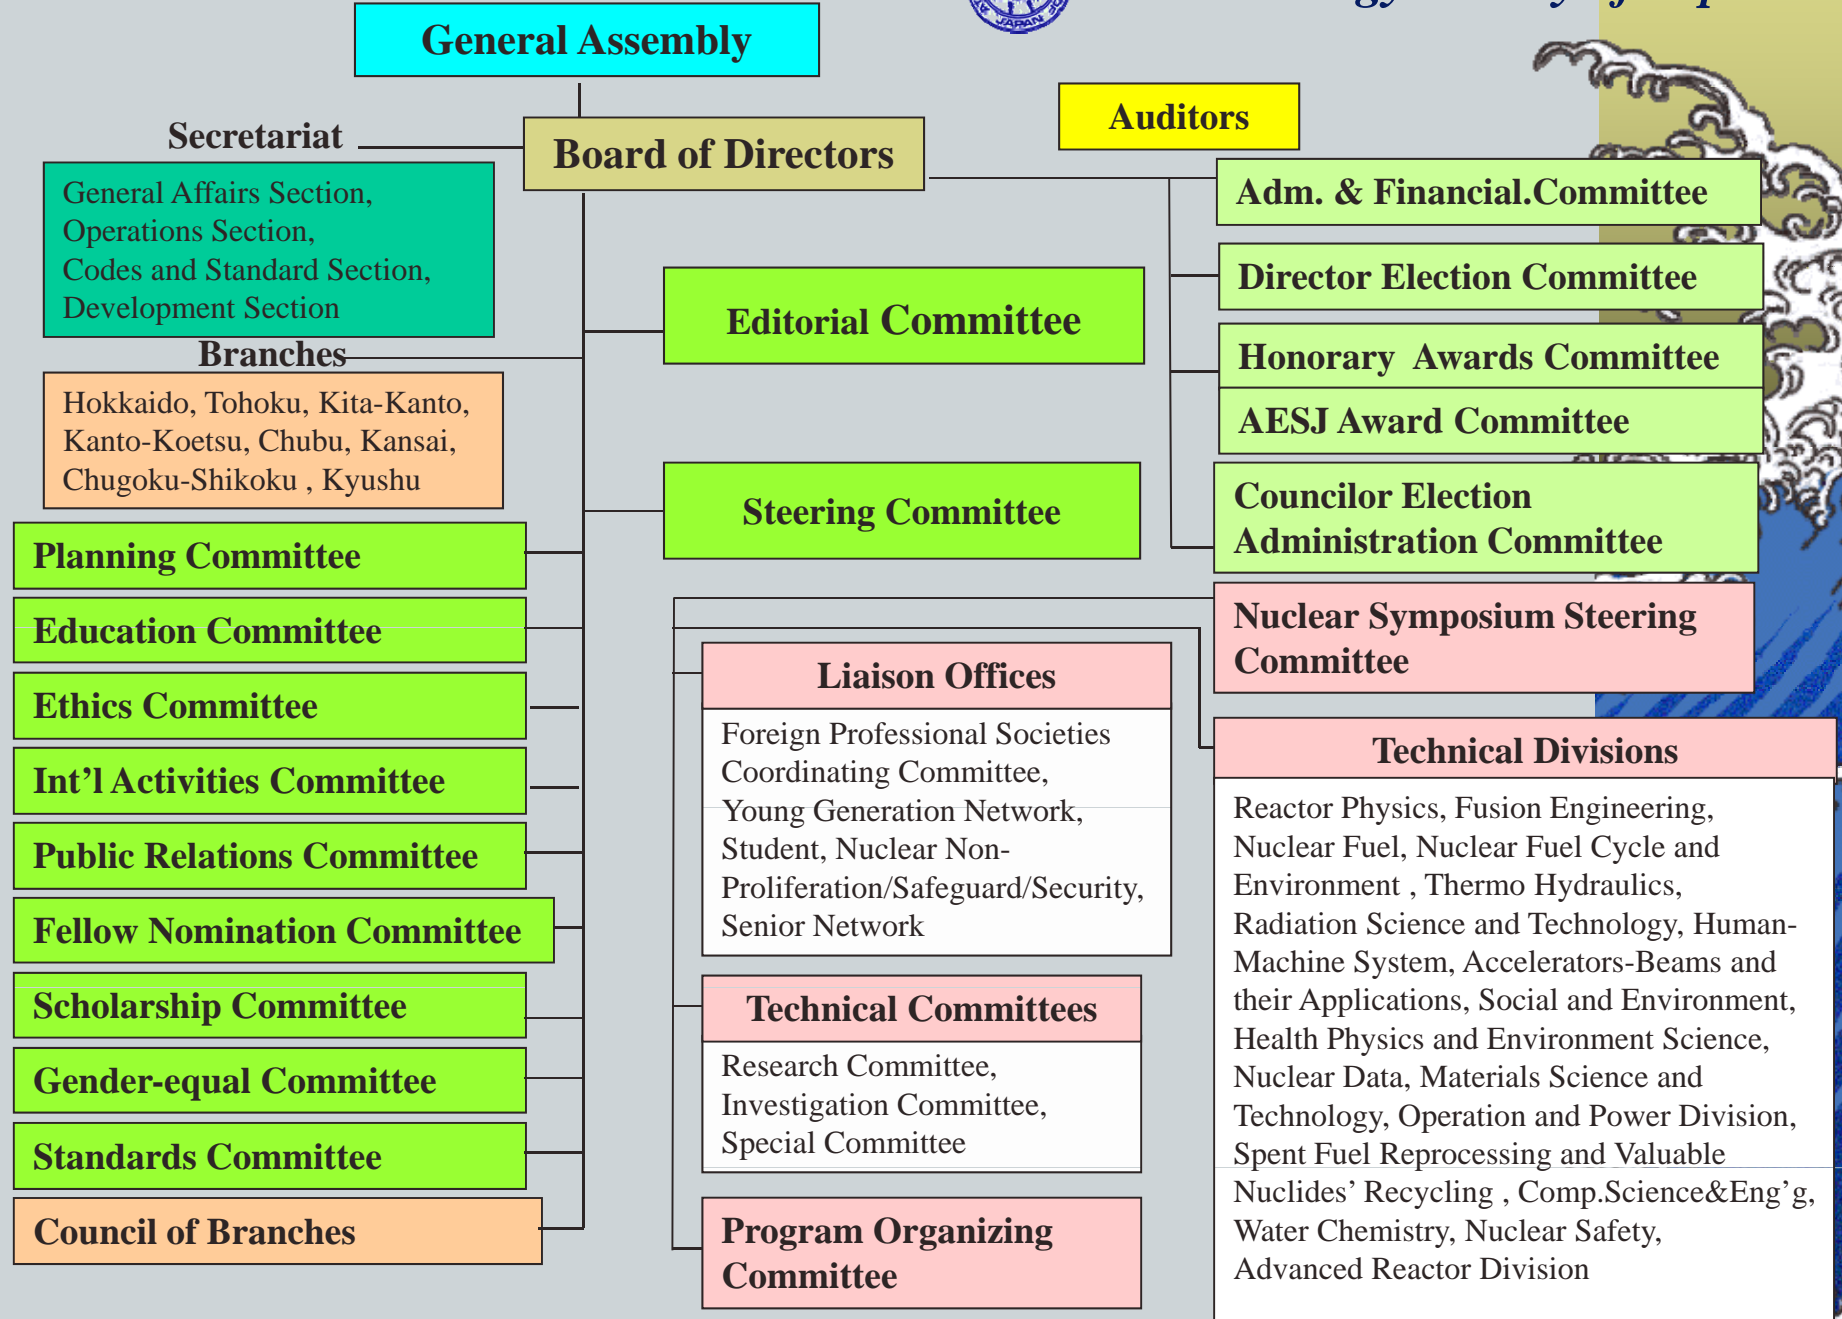 JAPAN
General Assembly
Auditors
Secretariat
Board of Directors
General Affairs Section,
Operations Section,
Codes and Standard Section,
Development Section
Branches
Hokkaido, Tohoku, Kita-Kanto,
Kanto-Koetsu, Chubu, Kansai,
Chugoku-Shikoku , Kyushu
Planning Committee
Education Committee
Ethics Committee
Int’l Activities Committee
Public Relations Committee
Fellow Nomination Committee
Scholarship Committee
Gender-equal Committee
Standards Committee
Council of Branches
Editorial Committee
Steering Committee
Adm. & Financial.Committee
Director Election Committee
Honorary Awards Committee
AESJ Award Committee
Councilor Election
Administration Committee
Nuclear Symposium Steering
Committee
Liaison Offices
Foreign Professional Societies
Coordinating Committee,
Young Generation Network,
Student, Nuclear Non-
Proliferation/Safeguard/Security,
Senior Network
Technical Committees
Research Committee,
Investigation Committee,
Special Committee
Program Organizing
Committee
Technical Divisions
Reactor Physics, Fusion Engineering,
Nuclear Fuel, Nuclear Fuel Cycle and
Environment , Thermo Hydraulics,
Radiation Science and Technology, Human-
Machine System, Accelerators-Beams and
their Applications, Social and Environment,
Health Physics and Environment Science,
Nuclear Data, Materials Science and
Technology, Operation and Power Division,
Spent Fuel Reprocessing and Valuable
Nuclides’ Recycling , Comp.Science&Eng’g,
Water Chemistry, Nuclear Safety,
Advanced Reactor Division